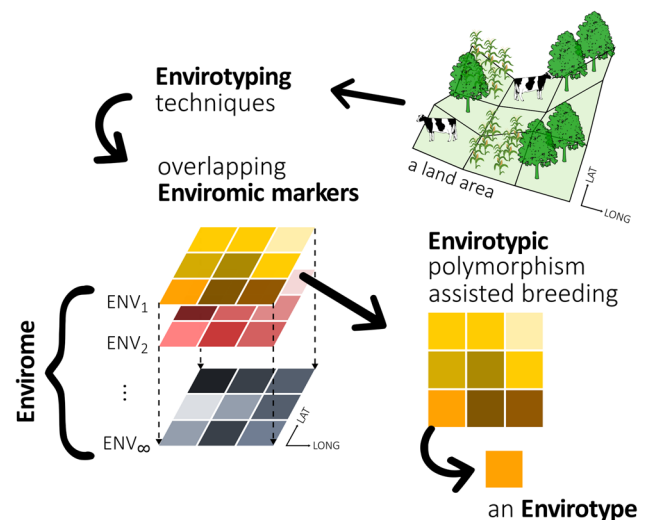 Envirotyping
techniques
a land area
LAT
LONG
overlapping
Enviromic markers
Envirome
ENV1
ENV2
...
ENV∞
LAT
LONG
Envirotypic
polymorphism
assisted breeding
an Envirotype